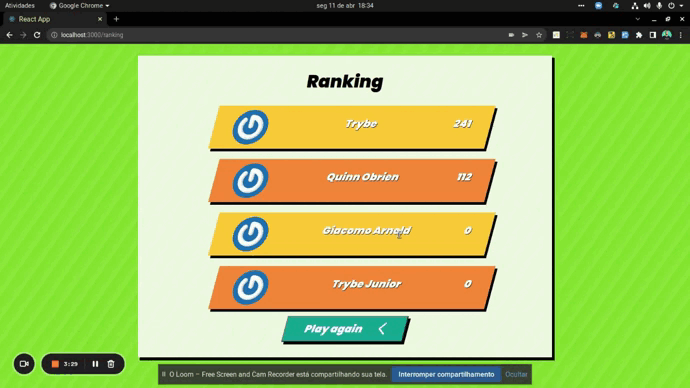 Atividades Google Chrome seg 11 de abr 18:34
React App
localhost:3000/ranking
Ranking
Trybe 241
Quinn Obrien 112
Giacomo Arnold 0
Trybe Junior 0
Play again
3:29
O Loom – Free Screen and Cam Recorder está compartilhando sua tela. Interromper compartilhamento Ocultar